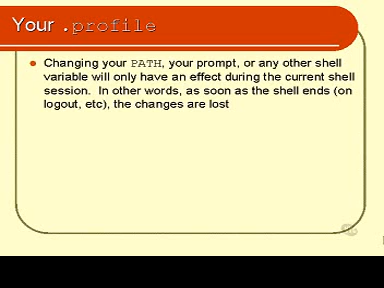 Your .profile
Changing your PATH, your prompt, or any other shell
variable will only have an effect during the current shell
session. In other words, as soon as the shell ends (on
logout, etc), the changes are lost